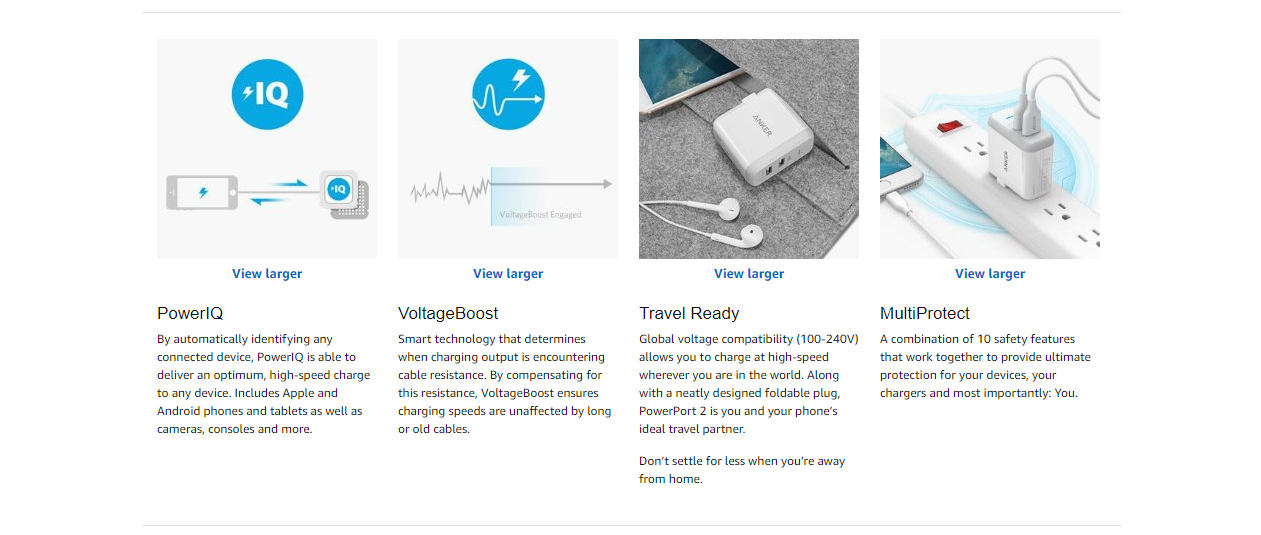 IQ
IQ
VoltageBoost Engaged
ANKER
ANKER
View larger
View larger
View larger
View larger
PowerIQ
By automatically identifying any
connected device, PowerIQ is able to
deliver an optimum, high-speed charge
to any device. Includes Apple and
Android phones and tablets as well as
cameras, consoles and more.
VoltageBoost
Smart technology that determines
when charging output is encountering
cable resistance. By compensating for
this resistance, VoltageBoost ensures
charging speeds are unaffected by long
or old cables.
Travel Ready
Global voltage compatibility (100-240V)
allows you to charge at high-speed
wherever you are in the world. Along
with a neatly designed foldable plug,
PowerPort 2 is you and your phone’s
ideal travel partner.
Don’t settle for less when you’re away
from home.
MultiProtect
A combination of 10 safety features
that work together to provide ultimate
protection for your devices, your
chargers and most importantly: You.